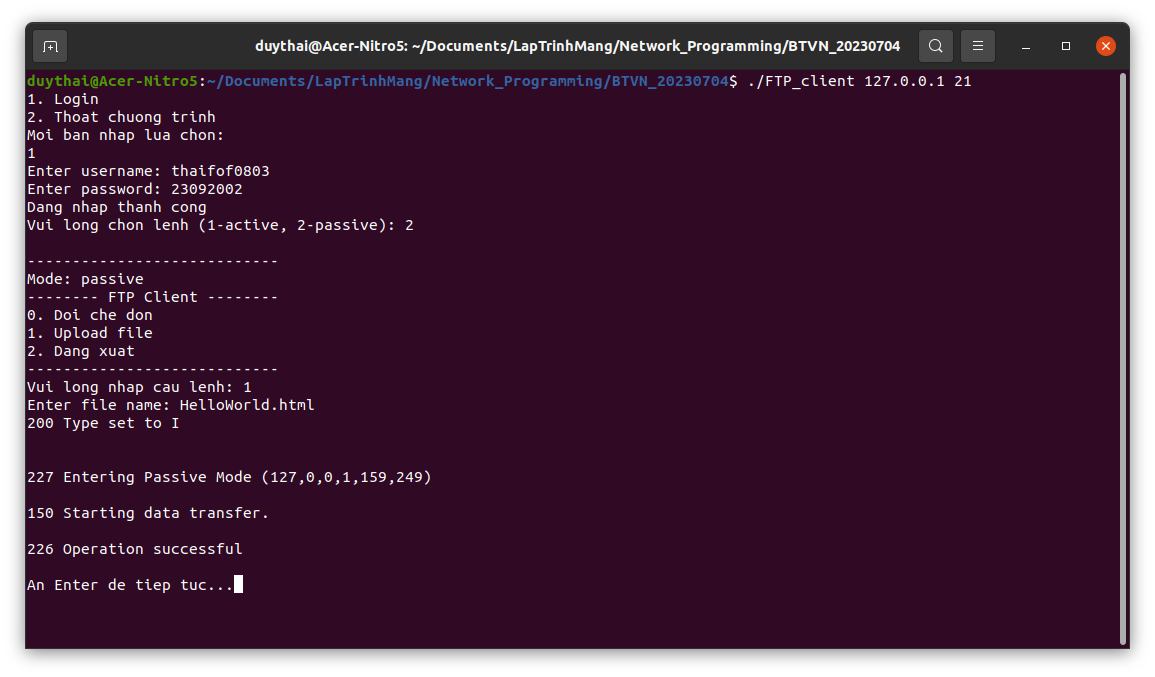 duythai@Acer-Nitro5: ~/Documents/LapTrinhMang/Network_Programming/BTVN_20230704
duythai@Acer-Nitro5:~/Documents/LapTrinhMang/Network_Programming/BTVN_20230704$ ./FTP_client 127.0.0.1 21
1. Login
2. Thoat chuong trinh
Moi ban nhap lua chon:
1
Enter username: thaifof0803
Enter password: 23092002
Dang nhap thanh cong
Vui long chon lenh (1-active, 2-passive): 2
----------------------------
Mode: passive
-------- FTP Client --------
0. Doi che don
1. Upload file
2. Dang xuat
----------------------------
Vui long nhap cau lenh: 1
Enter file name: HelloWorld.html
200 Type set to I
227 Entering Passive Mode (127,0,0,1,159,249)
150 Starting data transfer.
226 Operation successful
An Enter de tiep tuc...